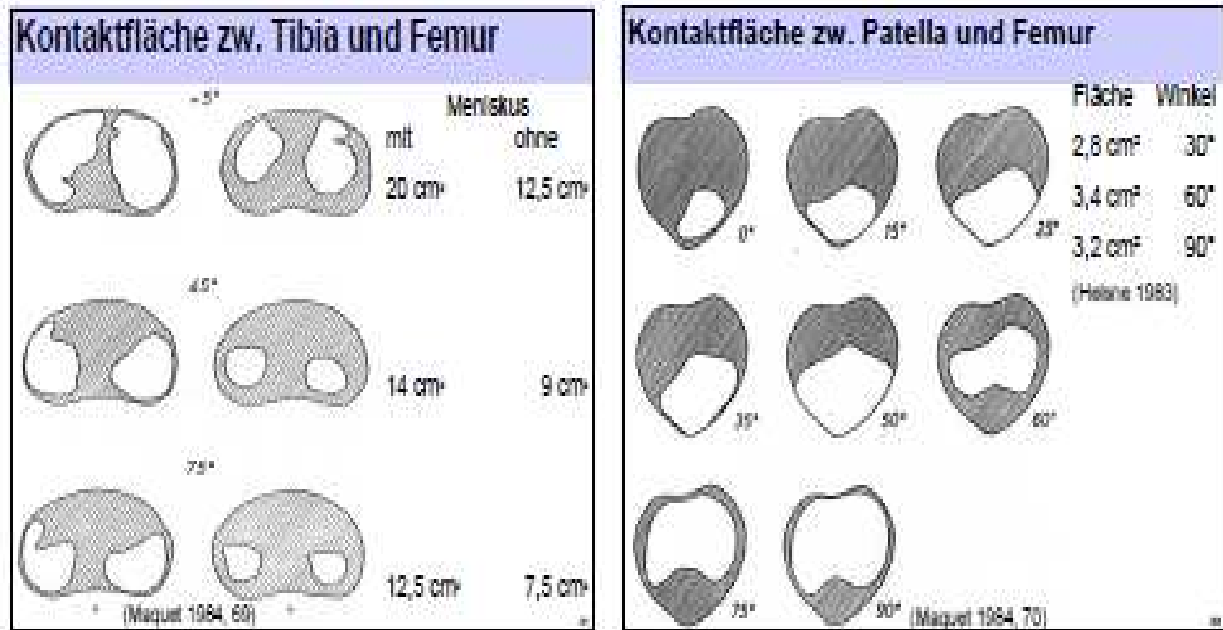 Kontaktfläche zw. Tibia und Femur
- 5°
Meniskus
mit ohne
20 cm² 12,5 cm²
45°
14 cm² 9 cm²
75°
12,5 cm² 7,5 cm²
(Maquet 1984, 69)
Kontaktfläche zw. Patella und Femur
Fläche Winkel
2,8 cm² 30°
3,4 cm² 60°
3,2 cm² 90°
(Hehne 1983)
0° 15° 25°
35° 50° 60°
75° 90° (Maquet 1984, 70)